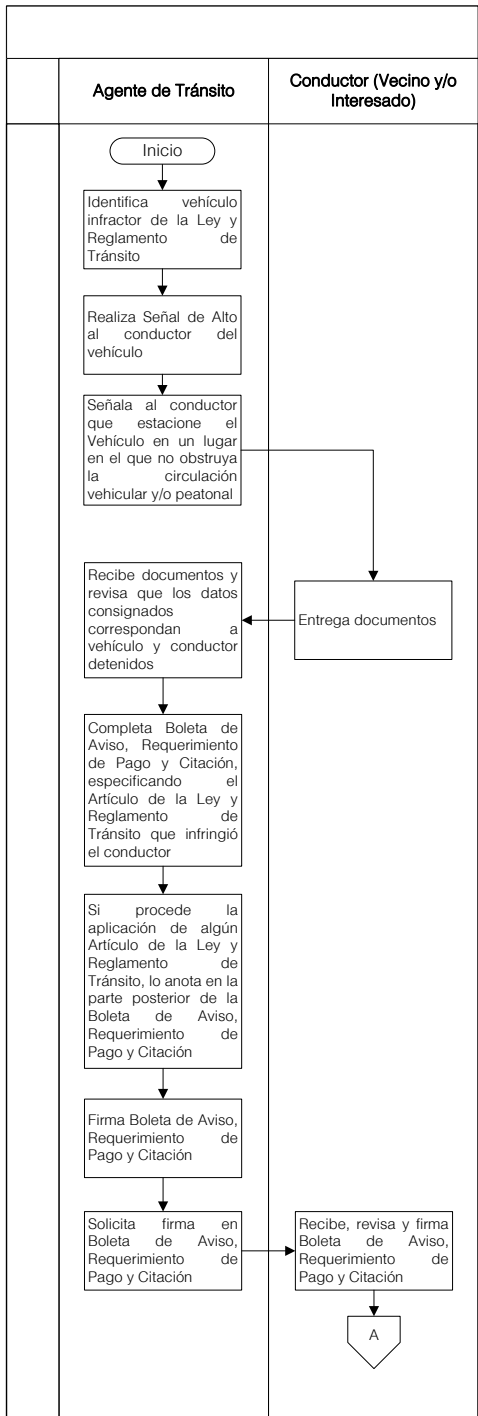 Agente de Tránsito
Conductor (Vecino y/o
Interesado)
Inicio
Identifica vehículo
infractor de la Ley y
Reglamento de
Tránsito
Realiza Señal de Alto
al conductor del
vehículo
Señala al conductor
que estacione el
Vehículo en un lugar
en el que no obstruya
la circulación
vehicular y/o peatonal
Entrega documentos
Recibe documentos y
revisa que los datos
consignados
correspondan a
vehículo y conductor
detenidos
Completa Boleta de
Aviso, Requerimiento
de Pago y Citación,
especificando el
Artículo de la Ley y
Reglamento de
Tránsito que infringió
el conductor
Si procede la
aplicación de algún
Artículo de la Ley y
Reglamento de
Tránsito, lo anota en la
parte posterior de la
Boleta de Aviso,
Requerimiento de
Pago y Citación
Firma Boleta de Aviso,
Requerimiento de
Pago y Citación
Solicita firma en
Boleta de Aviso,
Requerimiento de
Pago y Citación
Recibe, revisa y firma
Boleta de Aviso,
Requerimiento de
Pago y Citación
A